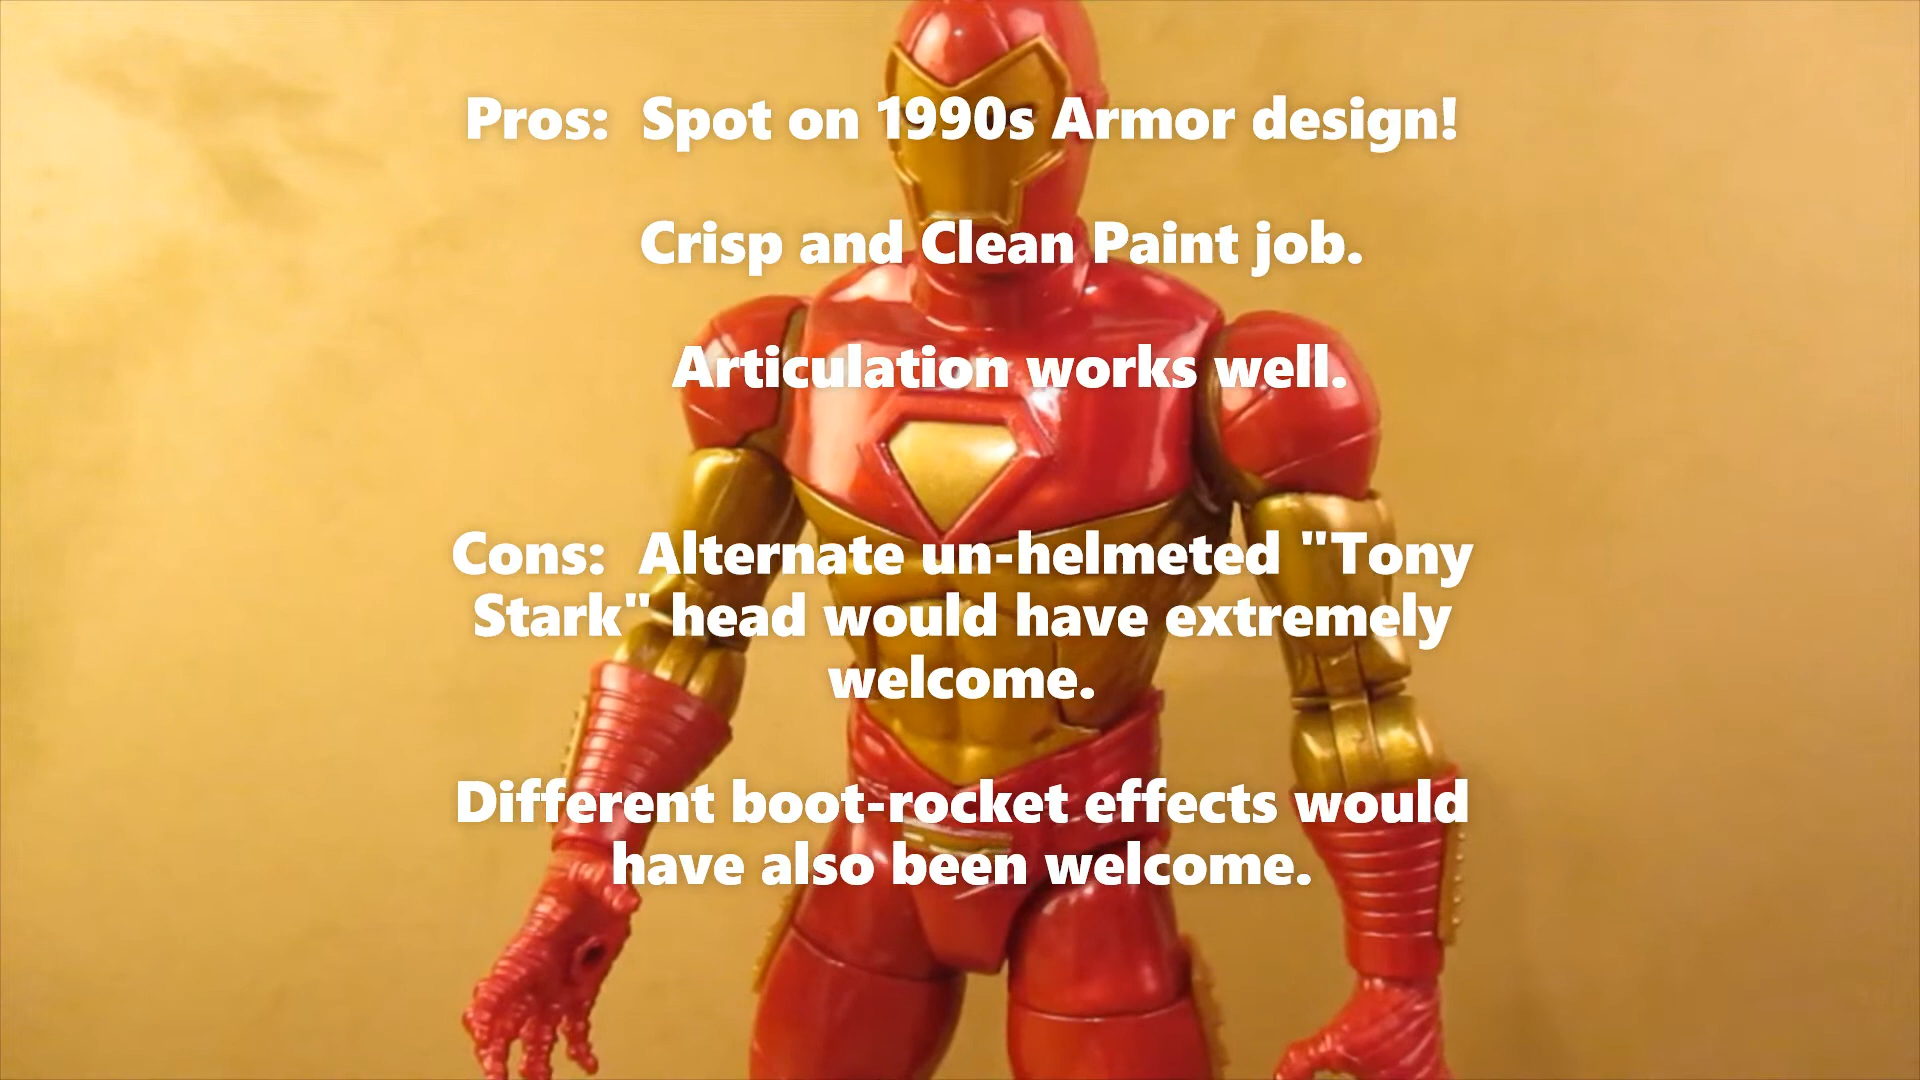 Pros:  Spot on 1990s Armor design!
Crisp and Clean Paint job.
Articulation works well.
Cons:  Alternate un-helmeted "Tony
Stark" head would have extremely
welcome.
Different boot-rocket effects would
have also been welcome.